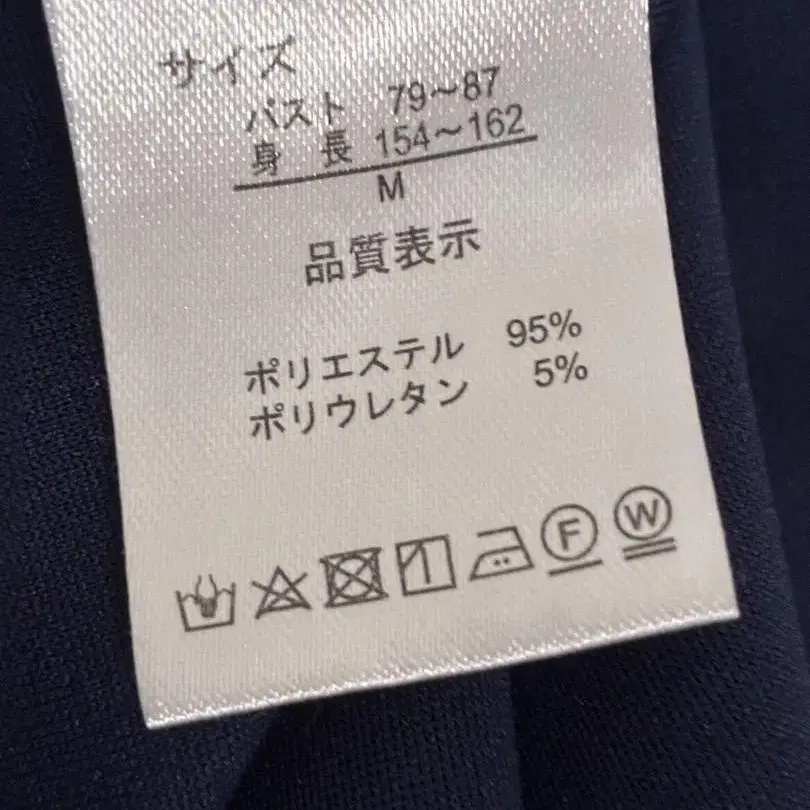 サイズ
バスト 79~87
身 長 154~162
M
品質表示
ポリエステル 95%
ポリウレタン 5%
F W